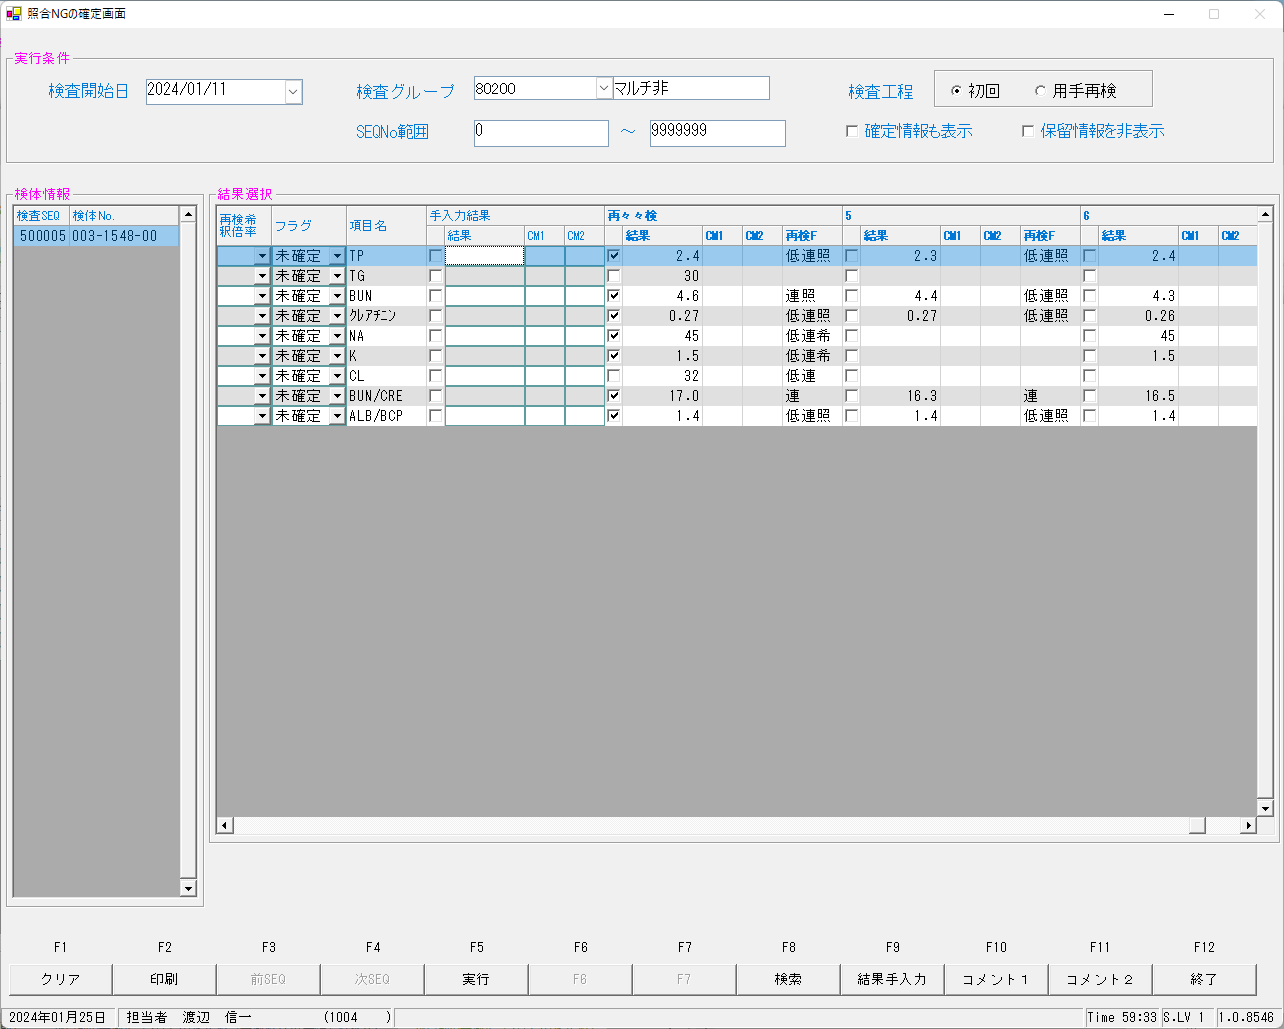 照合NGの確定画面
実行条件
検査開始日 2024/01/11 検査グループ 80200 マルチ非 検査工程 初回 用手再検
SEQNo範囲 0 ～ 9999999 確定情報も表示 保留情報を非表示
検体情報 結果選択
検査SEQ 検体No.
500005 003-1548-00
再検希釈倍率 フラグ 項目名 手入力結果 再々々検 5 6
結果 CM1 CM2 結果 CM1 CM2 再検F 結果 CM1 CM2 再検F 結果 CM1 CM2
未確定 TP 2.4 低連照 2.3 低連照 2.4
未確定 TG 30
未確定 BUN 4.6 連照 4.4 低連照 4.3
未確定 ｸﾚｱﾁﾆﾝ 0.27 低連照 0.27 低連照 0.26
未確定 NA 45 低連希 45
未確定 K 1.5 低連希 1.5
未確定 CL 32 低連
未確定 BUN/CRE 17.0 連 16.3 連 16.5
未確定 ALB/BCP 1.4 低連照 1.4 低連照 1.4
F1 F2 F3 F4 F5 F6 F7 F8 F9 F10 F11 F12
クリア 印刷 前SEQ 次SEQ 実行 F6 F7 検索 結果手入力 コメント１ コメント２ 終了
2024年01月25日 担当者 渡辺 信一 (1004 ) Time 59:33 S.LV 1 1.0.8546